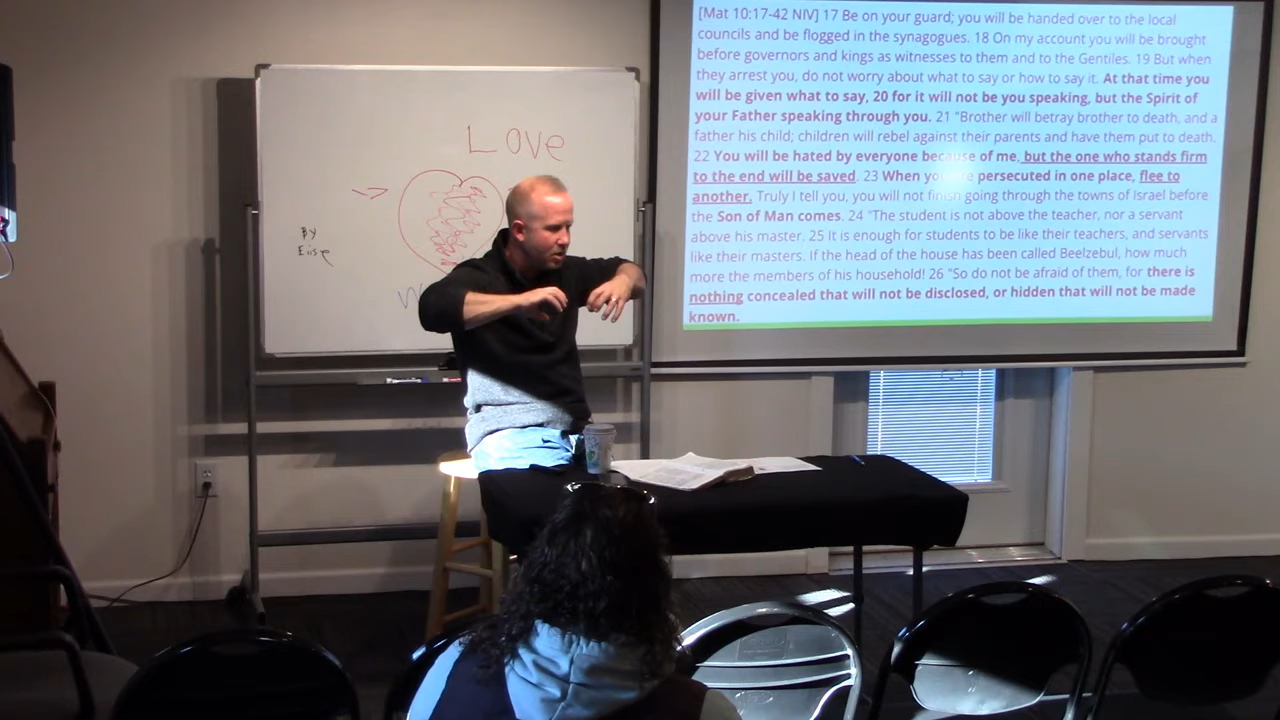 Love
By
[Mat 10:17-42 NIV] 17 Be on your guard; you will be handed over to the local
councils and be flogged in the synagogues. 18 On my account you will be brought
before governors and kings as witnesses to them and to the Gentiles. 19 But when
they arrest you, do not worry about what to say or how to say it. At that time you
will be given what to say, 20 for it will not be you speaking, but the Spirit of
your Father speaking through you. 21 "Brother will betray brother to death, and a
father his child; children will rebel against their parents and have them put to death.
22 You will be hated by everyone because of me, but the one who stands firm
to the end will be saved. 23 When you are persecuted in one place, flee to
another. Truly I tell you, you will not finish going through the towns of Israel before
the Son of Man comes. 24 "The student is not above the teacher, nor a servant
above his master. 25 It is enough for students to be like their teachers, and servants
like their masters. If the head of the house has been called Beelzebul, how much
more the members of his household! 26 "So do not be afraid of them, for there is
nothing concealed that will not be disclosed, or hidden that will not be made
known.